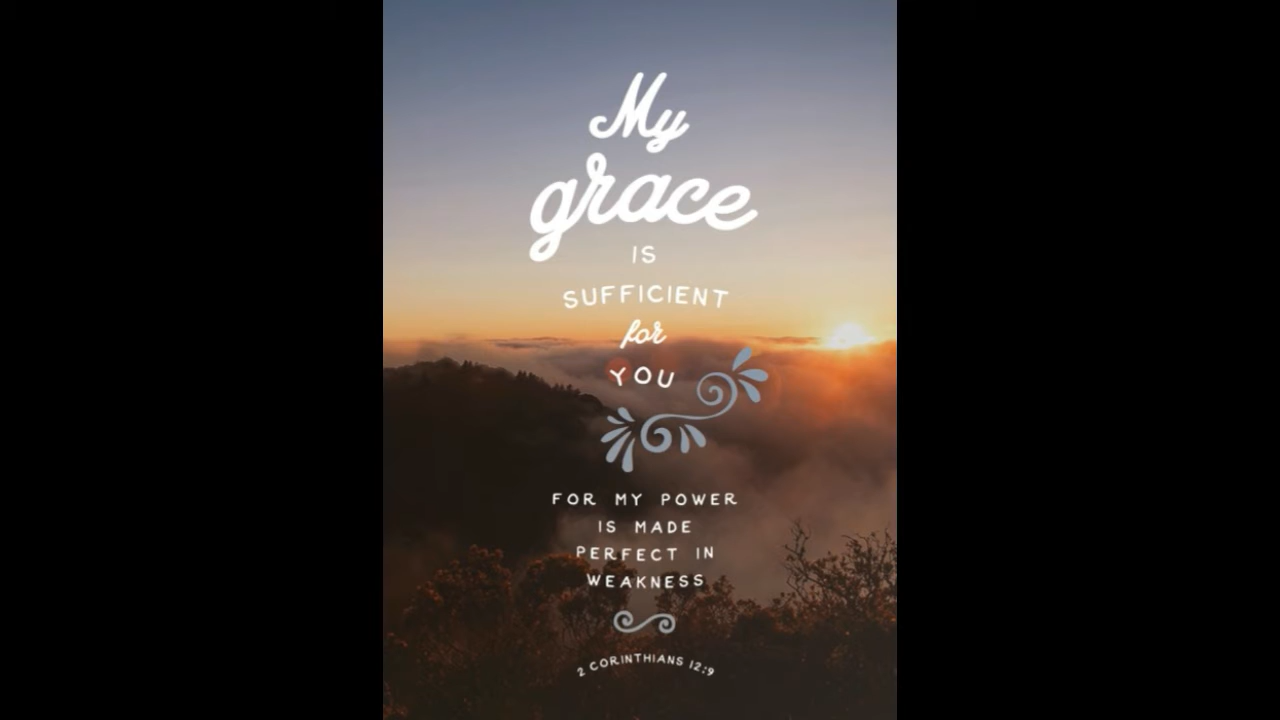 My
grace
IS
SUFFICIENT
for
YOU
FOR MY POWER
IS MADE
PERFECT IN
WEAKNESS
2 CORINTHIANS 12:9